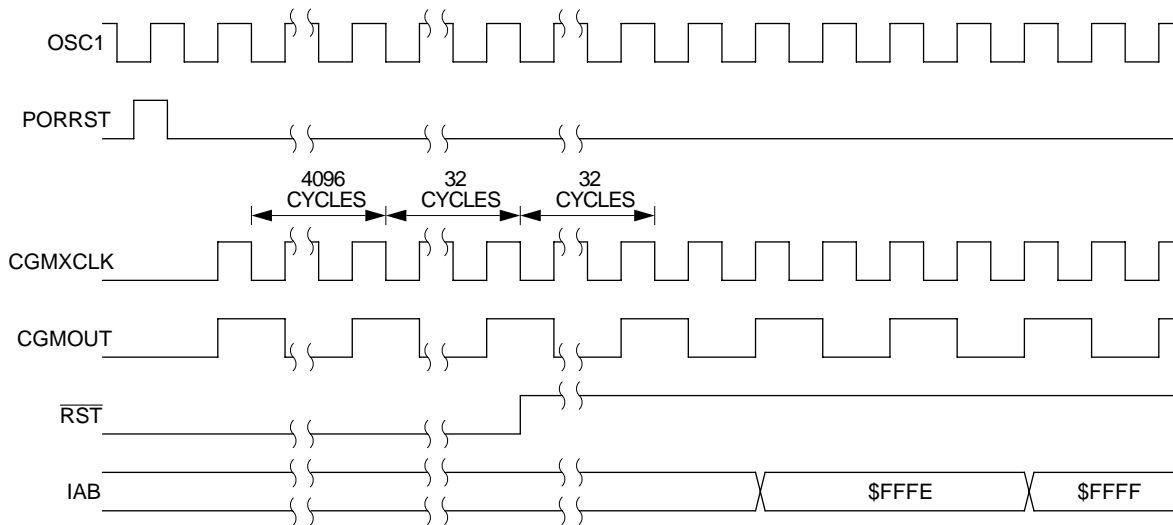 OSC1
PORRST
4096
CYCLES
32
CYCLES
32
CYCLES
CGMXCLK
CGMOUT
RST
IAB
$FFFE
$FFFF